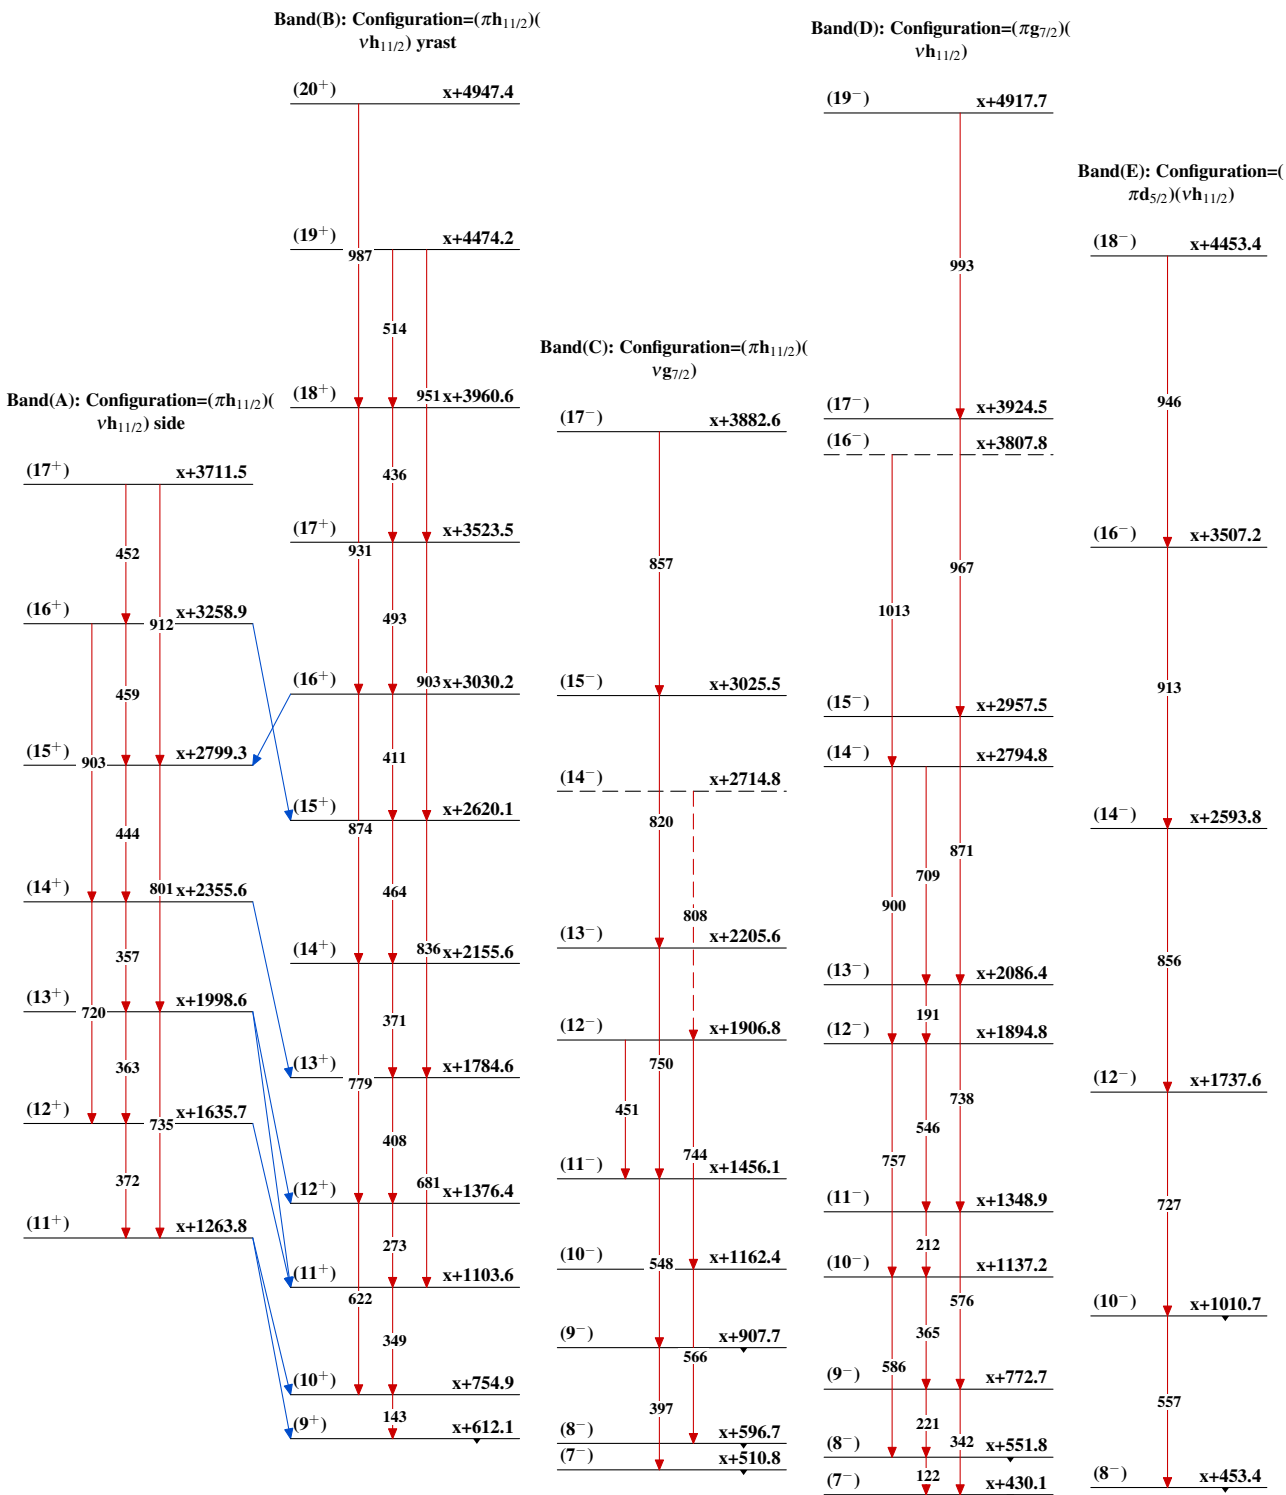 Band(A): Configuration=(πh11/2)(
νh11/2) side
(17+) x+3711.5
452
912
(16+) x+3258.9
459
903
(15+) x+2799.3
444
801
(14+) x+2355.6
357
720
(13+) x+1998.6
363
735
(12+) x+1635.7
372
(11+) x+1263.8
Band(B): Configuration=(πh11/2)(
νh11/2) yrast
(20+) x+4947.4
987
(19+) x+4474.2
514
951
(18+) x+3960.6
436
931
(17+) x+3523.5
493
903
(16+) x+3030.2
411
874
(15+) x+2620.1
464
836
(14+) x+2155.6
371
779
(13+) x+1784.6
408
681
(12+) x+1376.4
273
622
(11+) x+1103.6
349
(10+) x+754.9
143
(9+) x+612.1
Band(C): Configuration=(πh11/2)(
νg7/2)
(17−) x+3882.6
857
(15−) x+3025.5
820
(14−) x+2714.8
808
(13−) x+2205.6
750
(12−) x+1906.8
451
744
(11−) x+1456.1
548
(10−) x+1162.4
566
(9−) x+907.7
397
(8−) x+596.7
(7−) x+510.8
Band(D): Configuration=(πg7/2)(
νh11/2)
(19−) x+4917.7
993
(17−) x+3924.5
967
(16−) x+3807.8
1013
(15−) x+2957.5
871
(14−) x+2794.8
709
900
(13−) x+2086.4
191
738
(12−) x+1894.8
546
757
(11−) x+1348.9
212
576
(10−) x+1137.2
365
586
(9−) x+772.7
221
342
(8−) x+551.8
122
(7−) x+430.1
Band(E): Configuration=(
πd5/2)(νh11/2)
(18−) x+4453.4
946
(16−) x+3507.2
913
(14−) x+2593.8
856
(12−) x+1737.6
727
(10−) x+1010.7
557
(8−) x+453.4